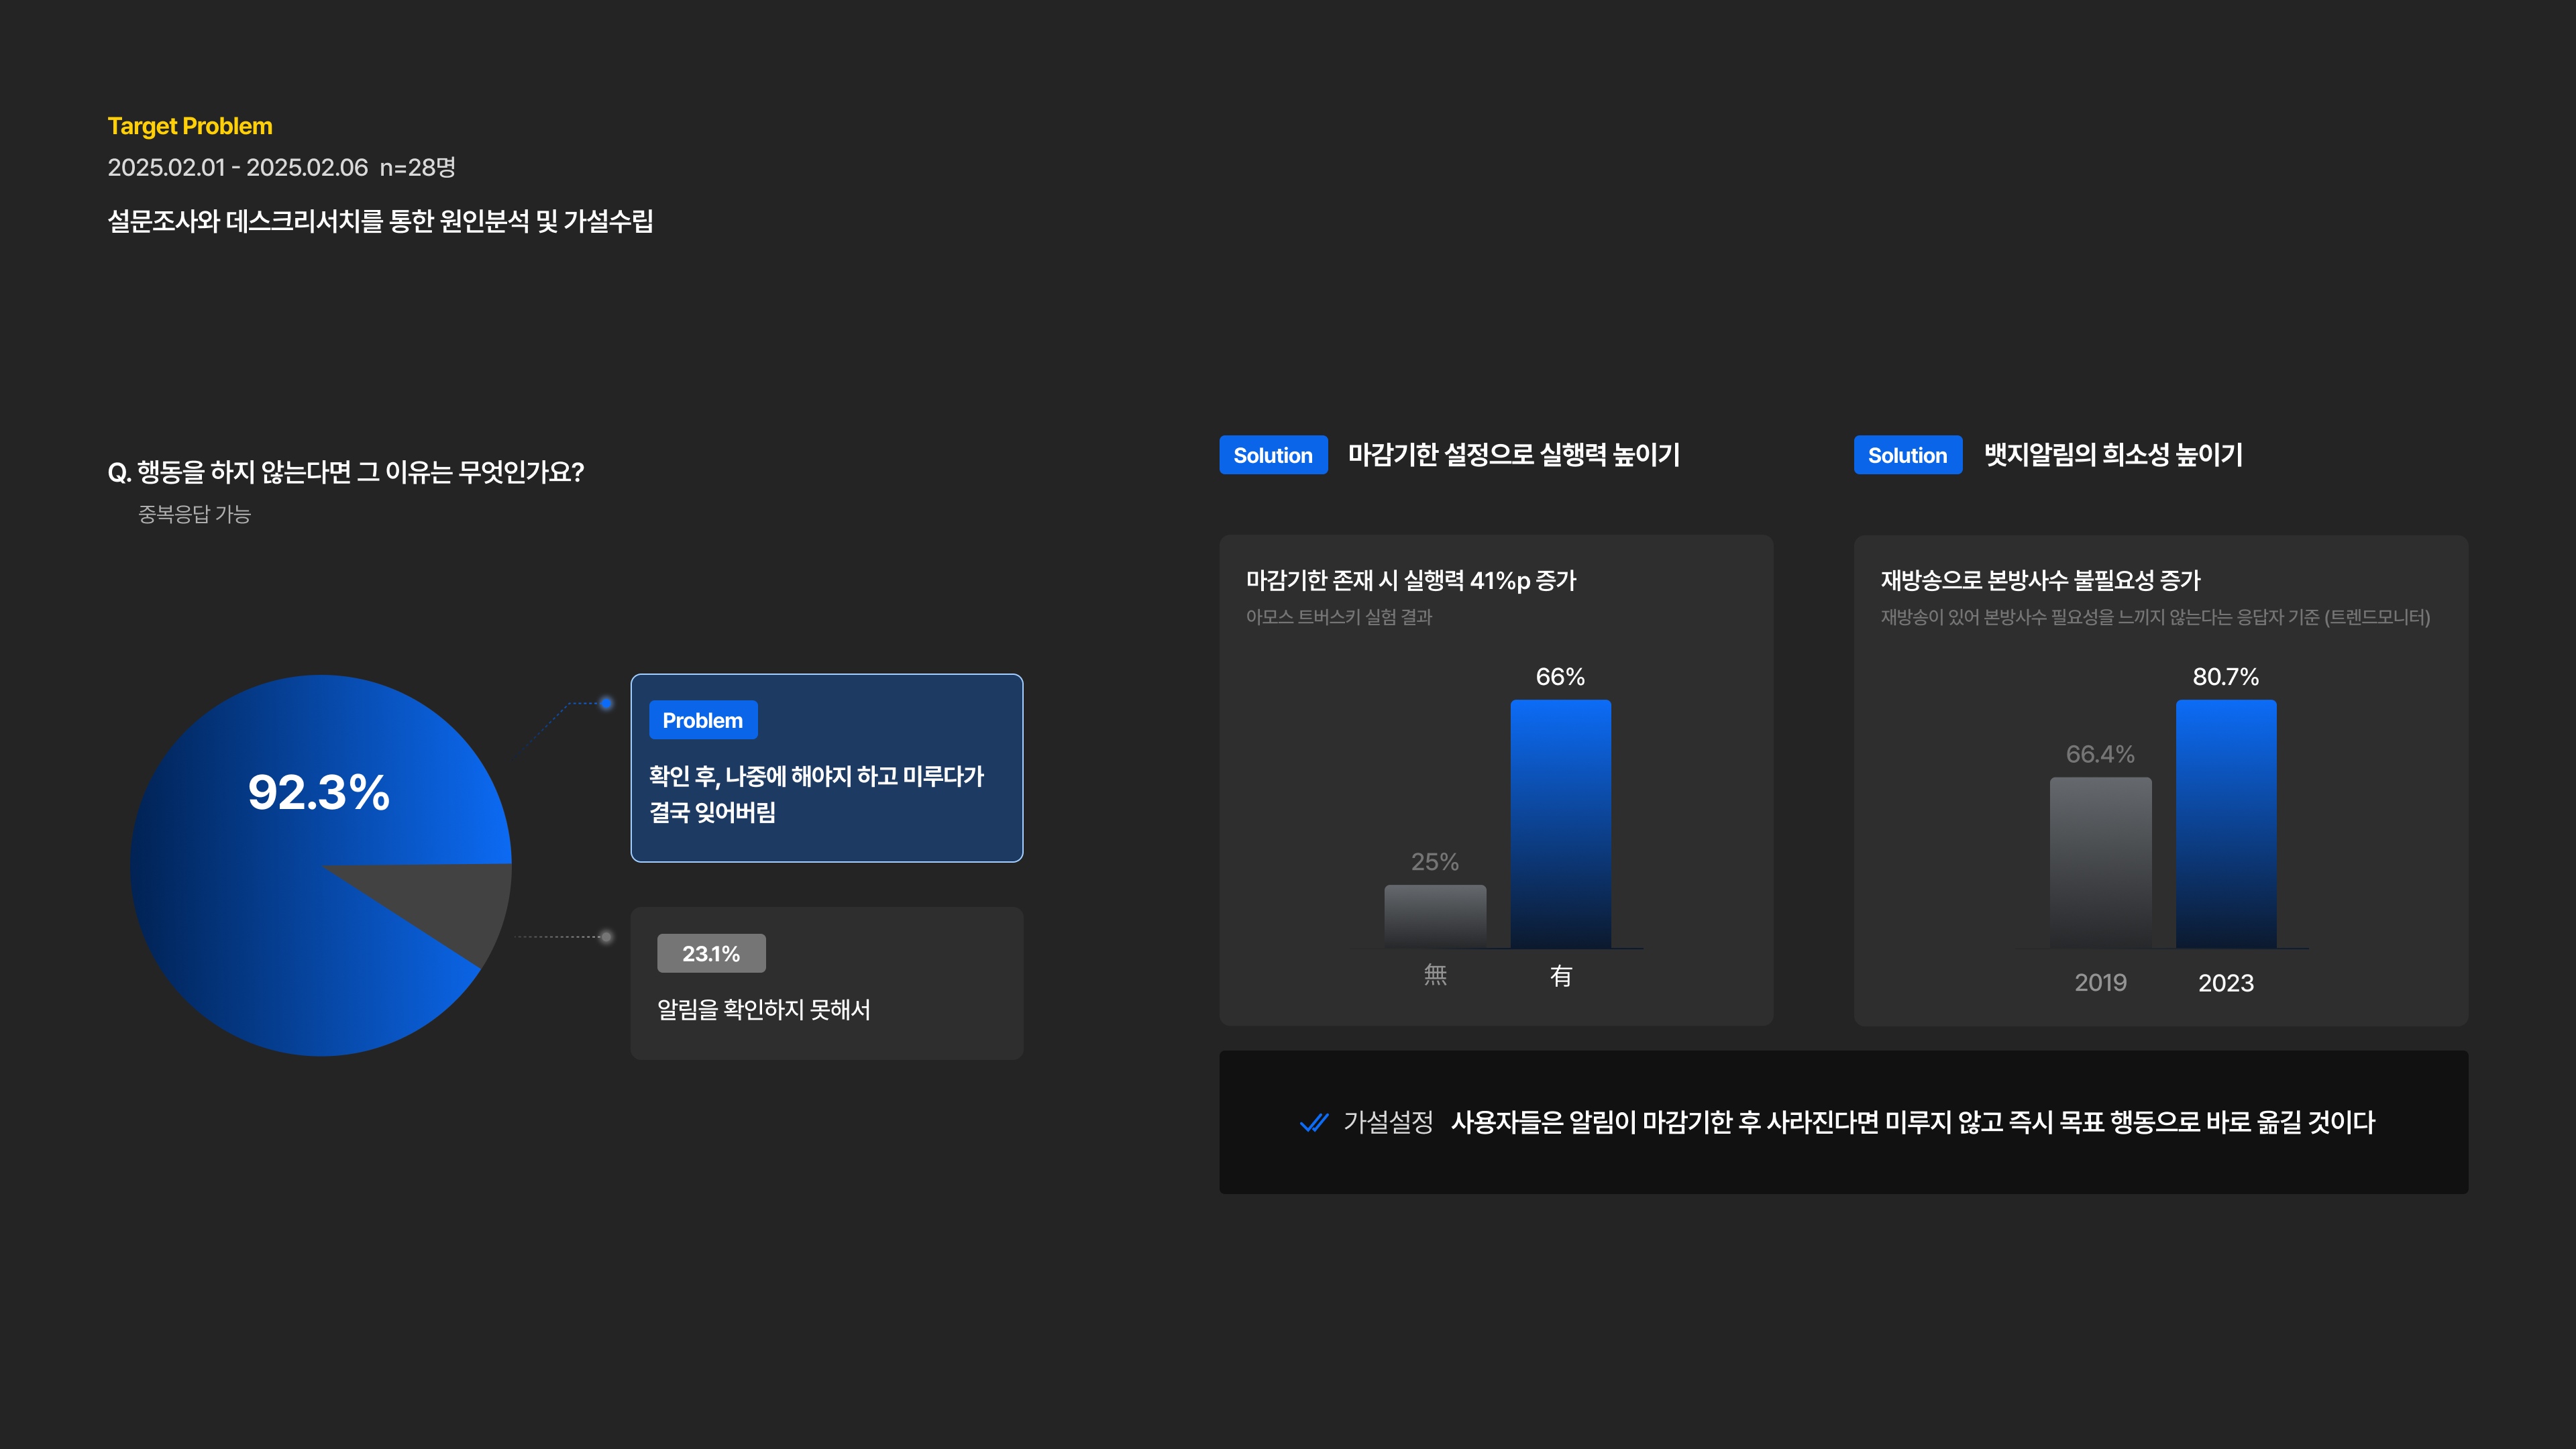 Target Problem
2025.02.01 - 2025.02.06 n=28명
설문조사와 데스크리서치를 통한 원인분석 및 가설수립
Q. 행동을 하지 않는다면 그 이유는 무엇인가요?
중복응답 가능
92.3%
Problem
확인 후, 나중에 해야지 하고 미루다가
결국 잊어버림
23.1%
알림을 확인하지 못해서
Solution 마감기한 설정으로 실행력 높이기
마감기한 존재 시 실행력 41%p 증가
아모스 트버스키 실험 결과
66%
25%
無 有
Solution 뱃지알림의 희소성 높이기
재방송으로 본방사수 불필요성 증가
재방송이 있어 본방사수 필요성을 느끼지 않는다는 응답자 기준 (트렌드모니터)
80.7%
66.4%
2019 2023
가설설정 사용자들은 알림이 마감기한 후 사라진다면 미루지 않고 즉시 목표 행동으로 바로 옮길 것이다